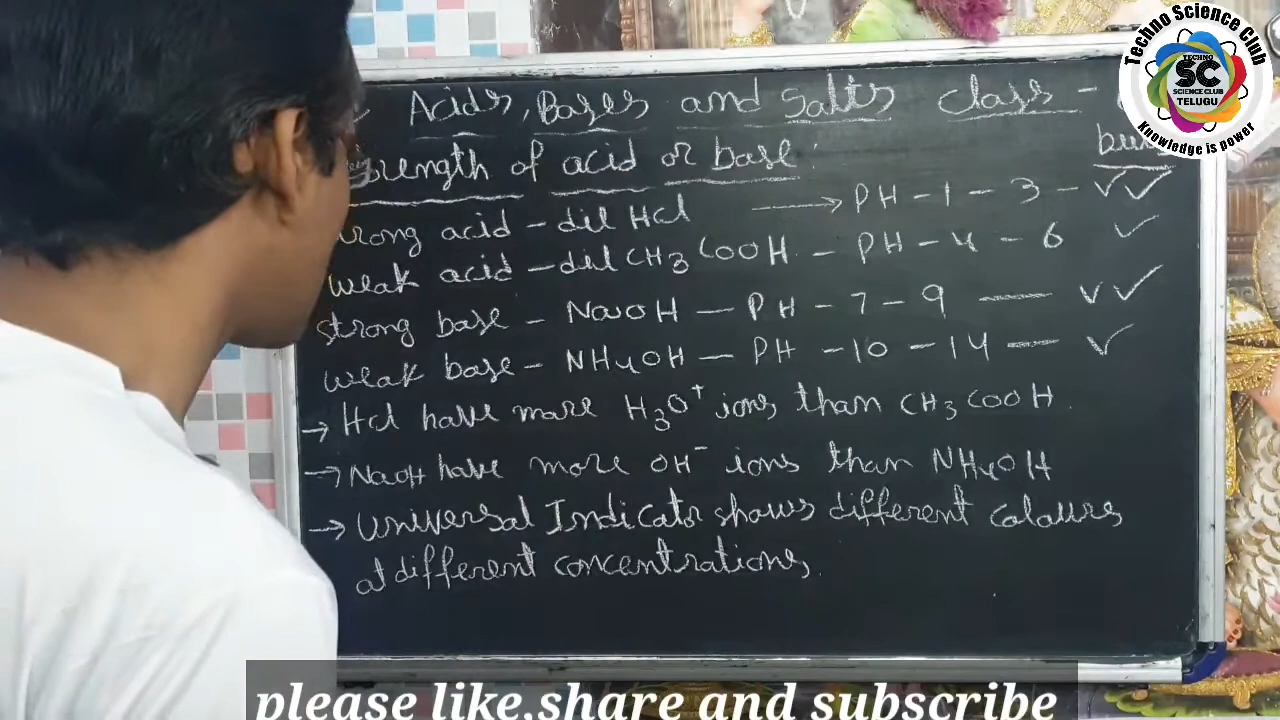 Acids, Bases and Salts class -
strength of acid or base :
bulb
strong acid - dil HCl → PH - 1 - 3 - ✓✓
weak acid - dil CH3COOH - PH - 4 - 6 ✓
strong base - NaOH - PH - 7 - 9 — ✓✓
weak base - NH4OH - PH - 10 - 14 — ✓
→ HCl have more H3O+ ions than CH3COOH.
→ NaOH have more OH- ions than NH4OH
→ Universal Indicator shows different colours
at different concentrations.
Techno Science Club
TECHNO
SC
SCIENCE CLUB
TELUGU
Knowledge is power
please like,share and subscribe